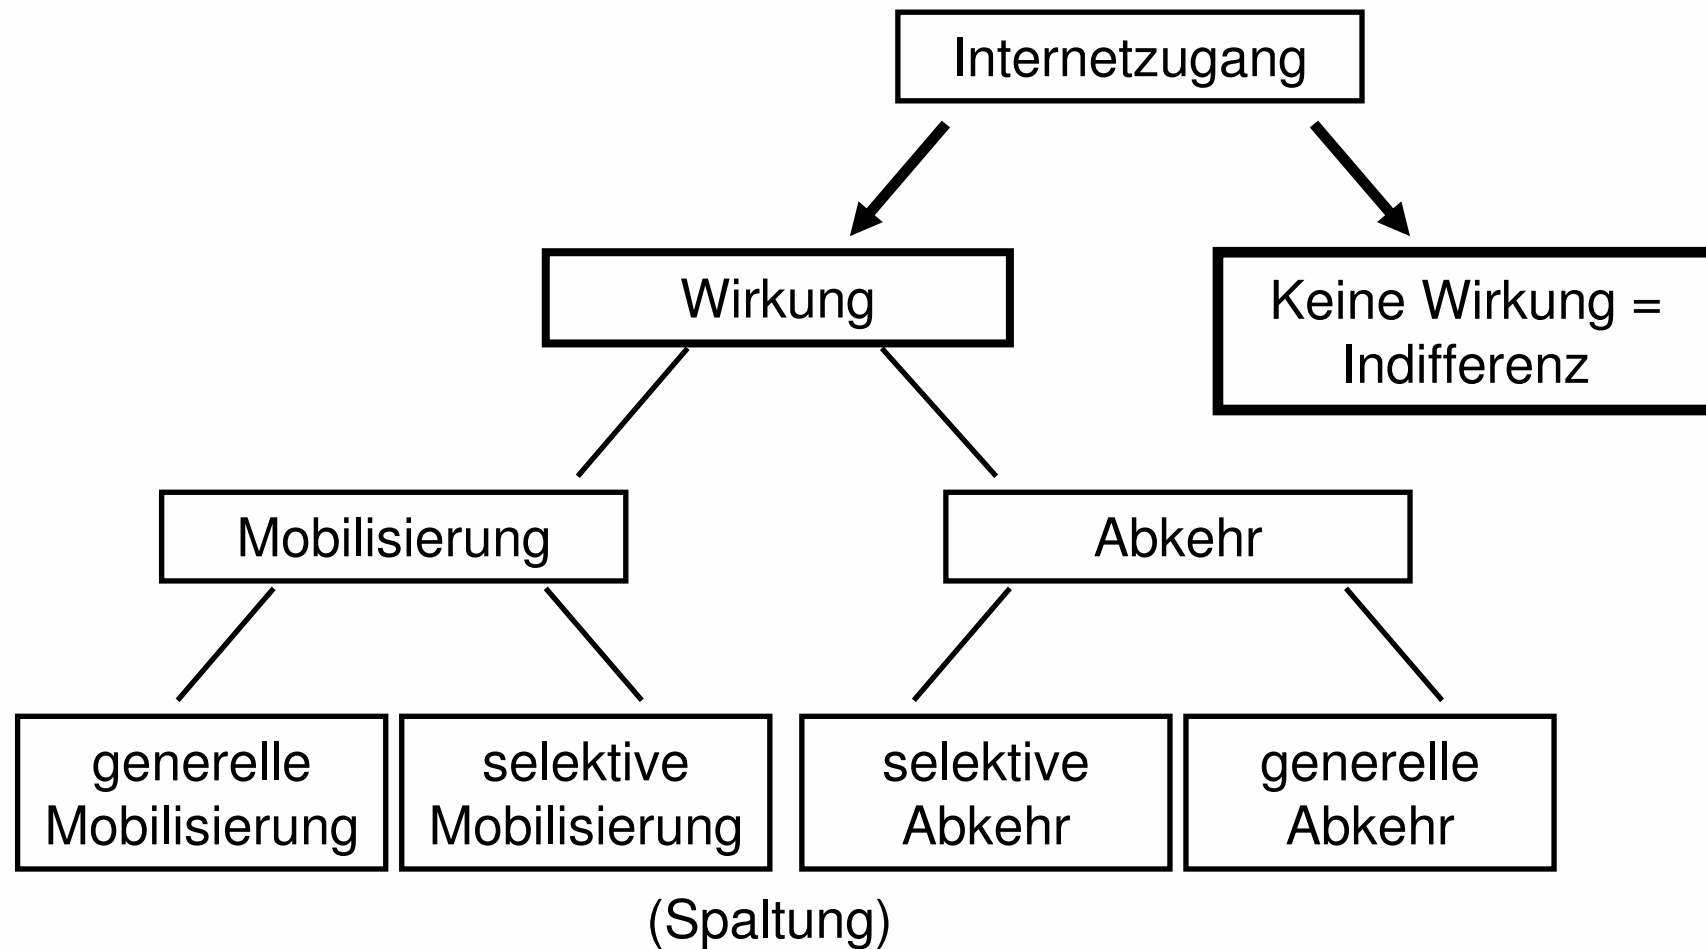 Internetzugang
Wirkung
Keine Wirkung =
Indifferenz
Mobilisierung
Abkehr
generelle
Mobilisierung
selektive
Mobilisierung
selektive
Abkehr
generelle
Abkehr
(Spaltung)